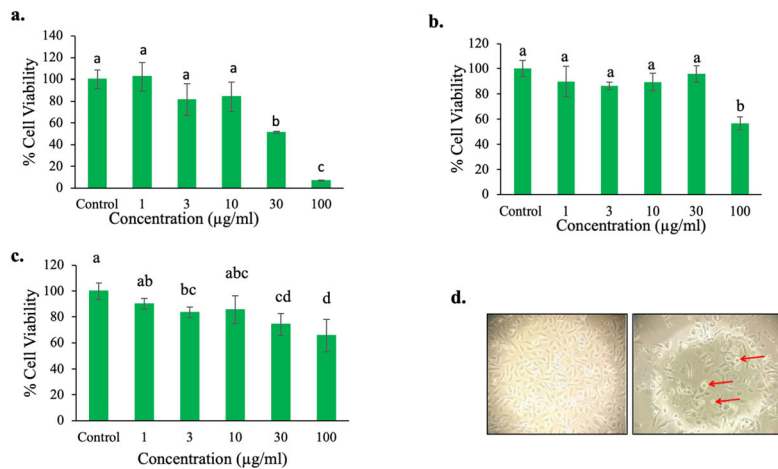 a.
% Cell Viability
140
120
100
80
60
40
20
0
a a a a b c
Control 1 3 10 30 100
Concentration (µg/ml)
b.
% Cell Viability
120
100
80
60
40
20
0
a a a a a b
Control 1 3 10 30 100
Concentration (µg/ml)
c.
% Cell Viability
120
100
80
60
40
20
0
a ab bc abc cd d
Control 1 3 10 30 100
Concentration (µg/ml)
d.